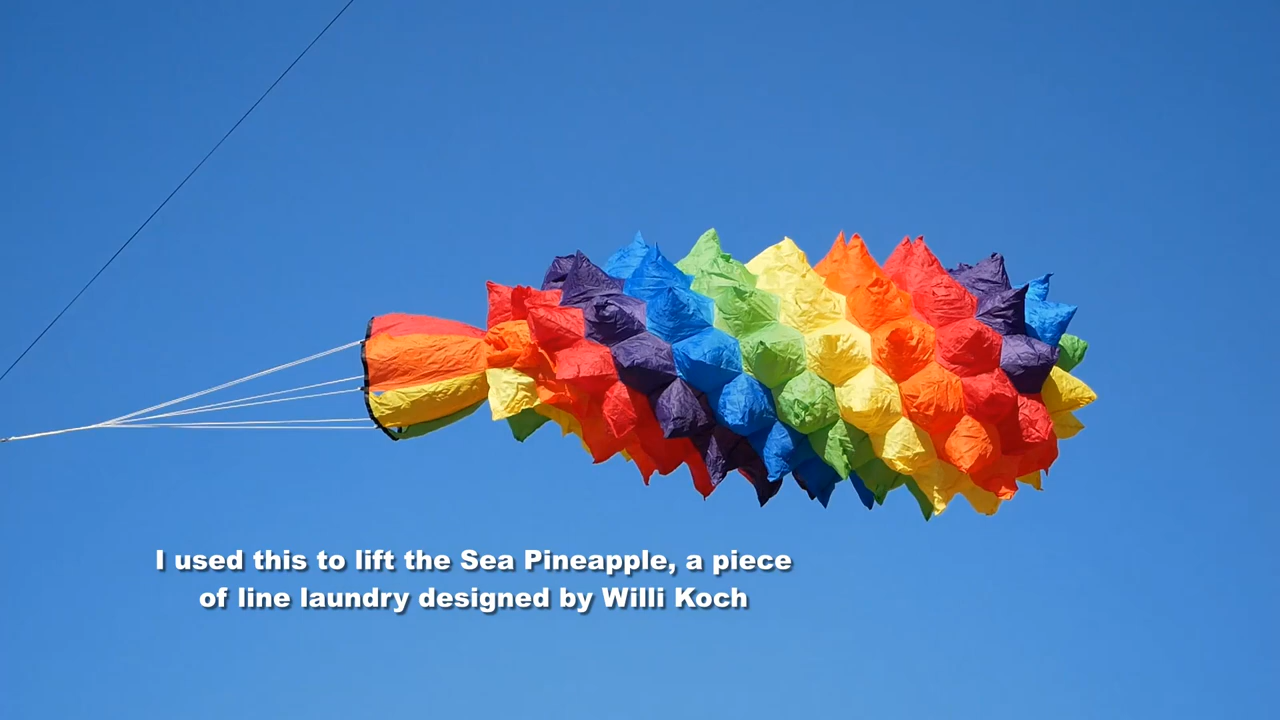 I used this to lift the Sea Pineapple, a piece
of line laundry designed by Willi Koch